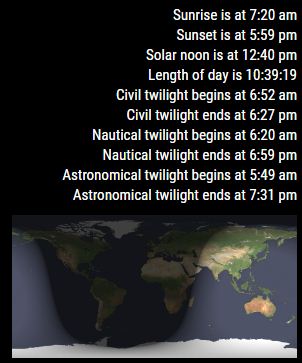 Sunrise is at 7:20 am
Sunset is at 5:59 pm
Solar noon is at 12:40 pm
Length of day is 10:39:19
Civil twilight begins at 6:52 am
Civil twilight ends at 6:27 pm
Nautical twilight begins at 6:20 am
Nautical twilight ends at 6:59 pm
Astronomical twilight begins at 5:49 am
Astronomical twilight ends at 7:31 pm